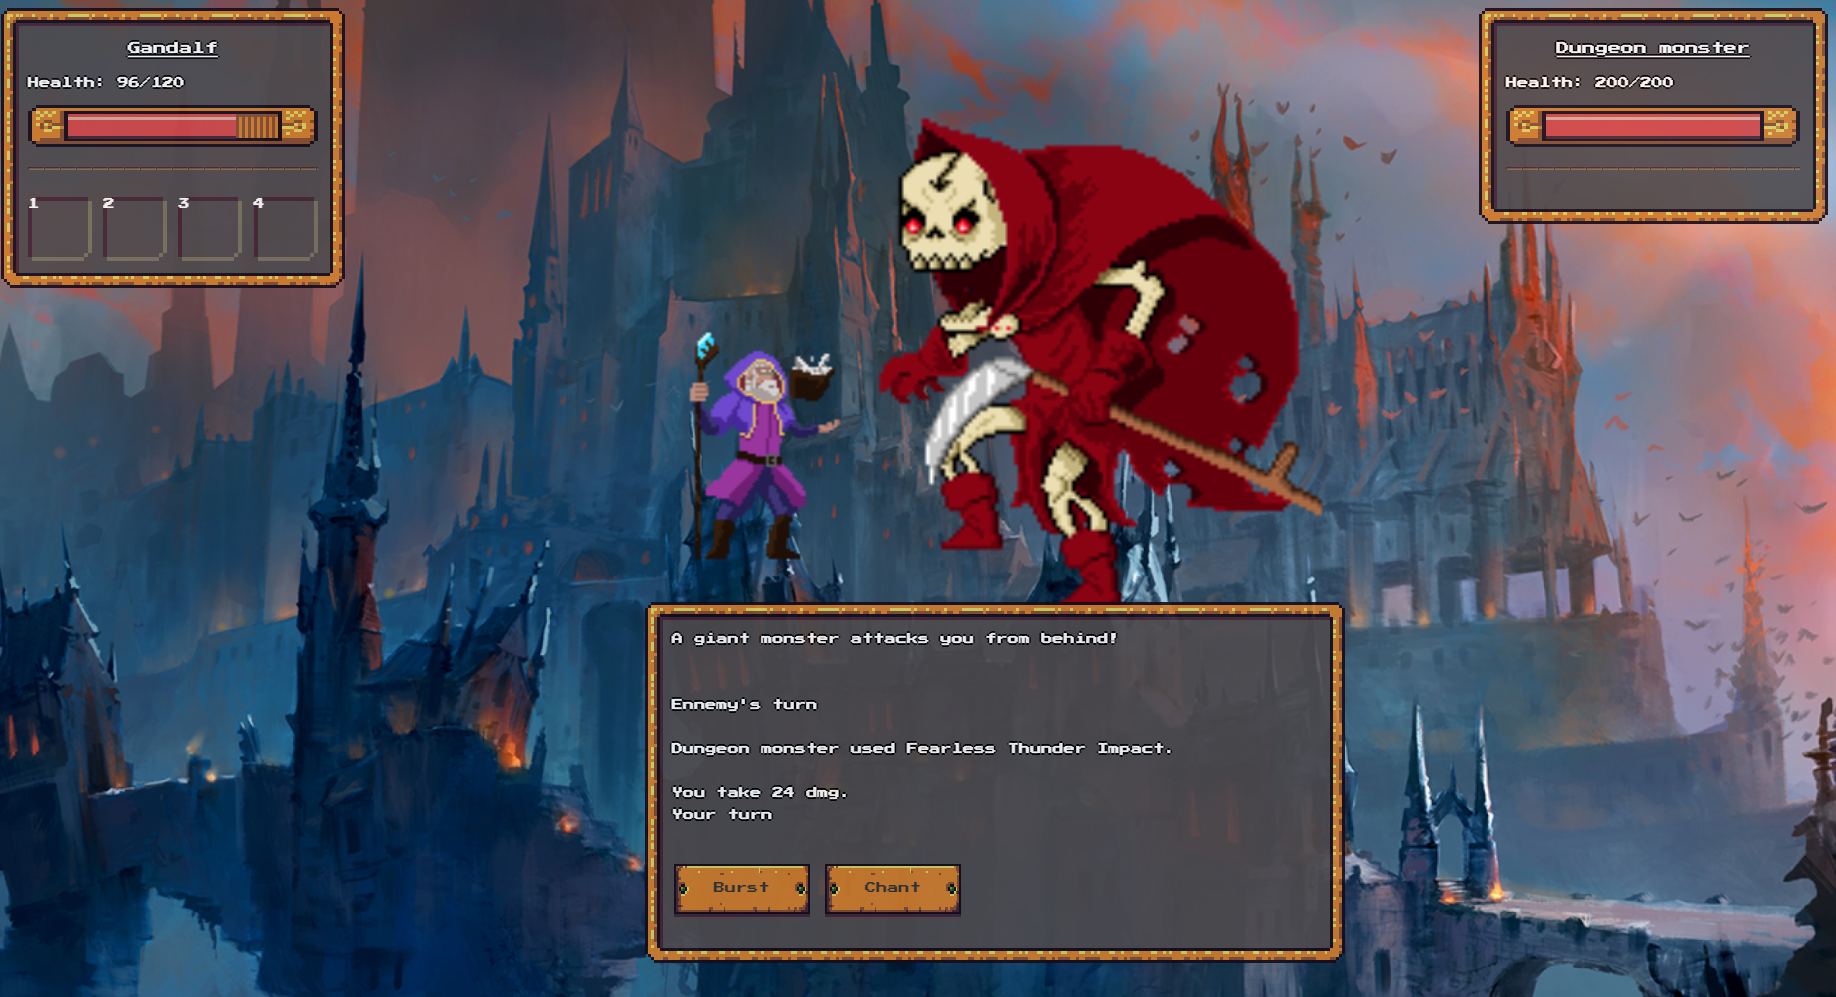 Gandalf
Health: 96/120
1 2 3 4
Dungeon monster
Health: 200/200
A giant monster attacks you from behind!
Ennemy's turn
Dungeon monster used Fearless Thunder Impact.
You take 24 dmg.
Your turn
Burst Chant